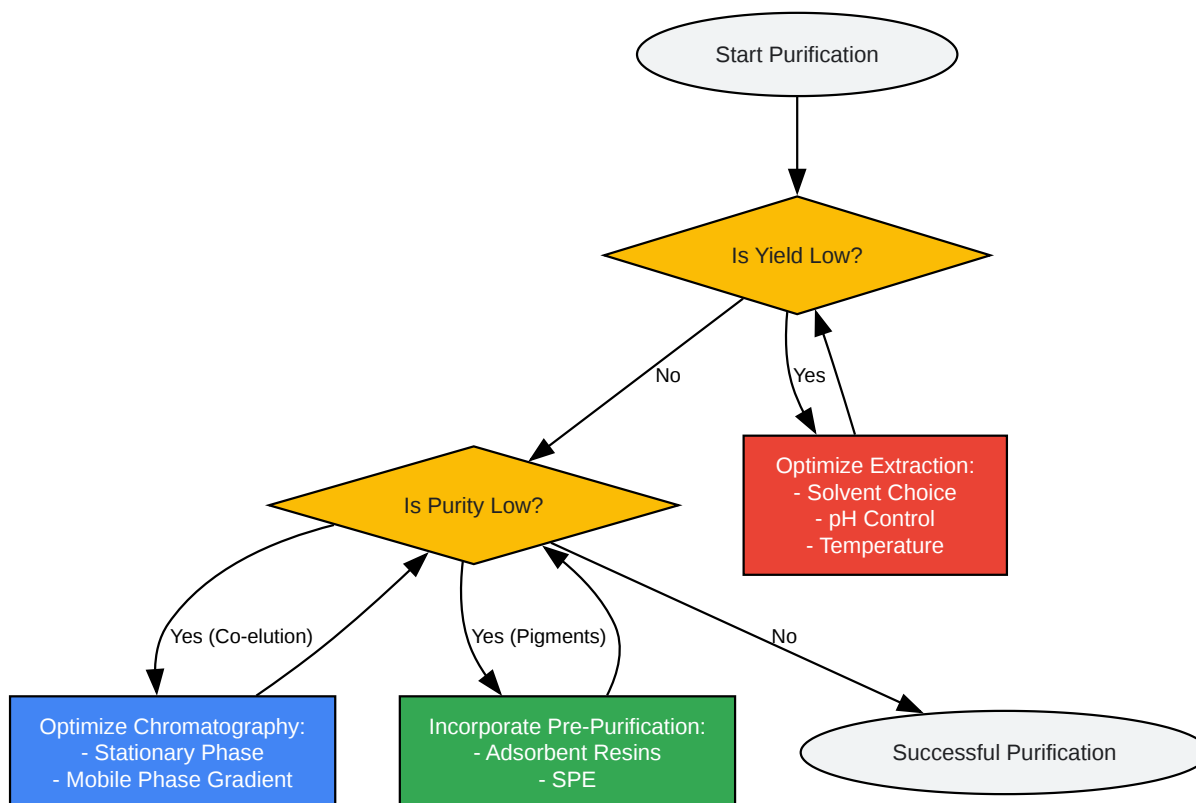 Start Purification
Is Yield Low?
No
Yes
Optimize Extraction:
- Solvent Choice
- pH Control
- Temperature
Is Purity Low?
Yes (Co-elution)
Yes (Pigments)
No
Optimize Chromatography:
- Stationary Phase
- Mobile Phase Gradient
Incorporate Pre-Purification:
- Adsorbent Resins
- SPE
Successful Purification